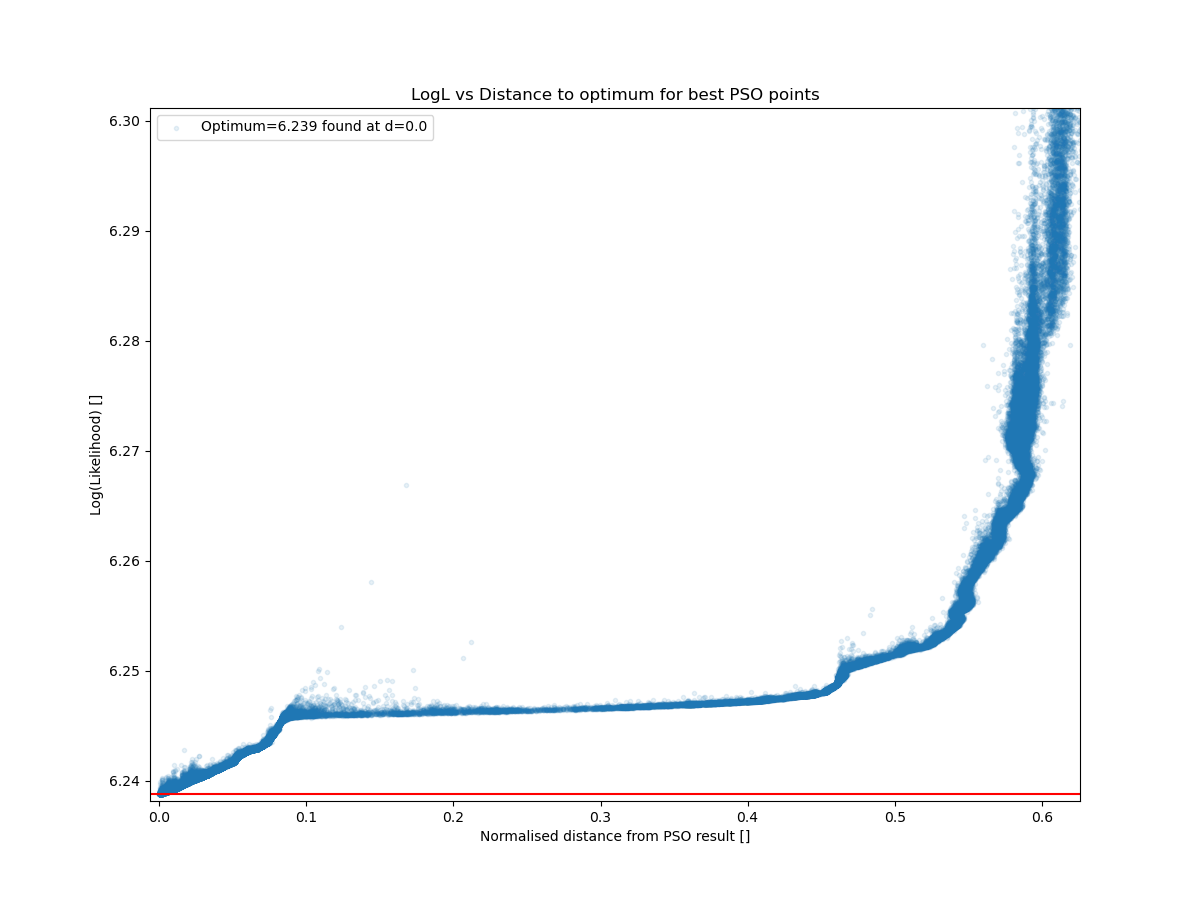 LogL vs Distance to optimum for best PSO points
Optimum=6.239 found at d=0.0
6.30
6.29
6.28
6.27
6.26
6.25
6.24
Log(Likelihood) []
0.0 0.1 0.2 0.3 0.4 0.5 0.6
Normalised distance from PSO result []